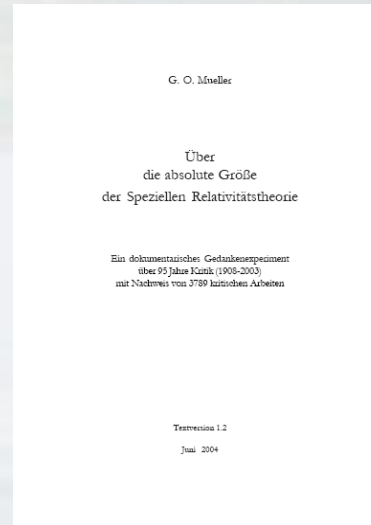 G. O. Mueller
Über
die absolute Größe
der Speziellen Relativitätstheorie
Ein dokumentarisches Gedankenexperiment
über 95 Jahre Kritik (1908-2003)
mit Nachweis von 3789 kritischen Arbeiten
Textversion 1.2
Juni 2004